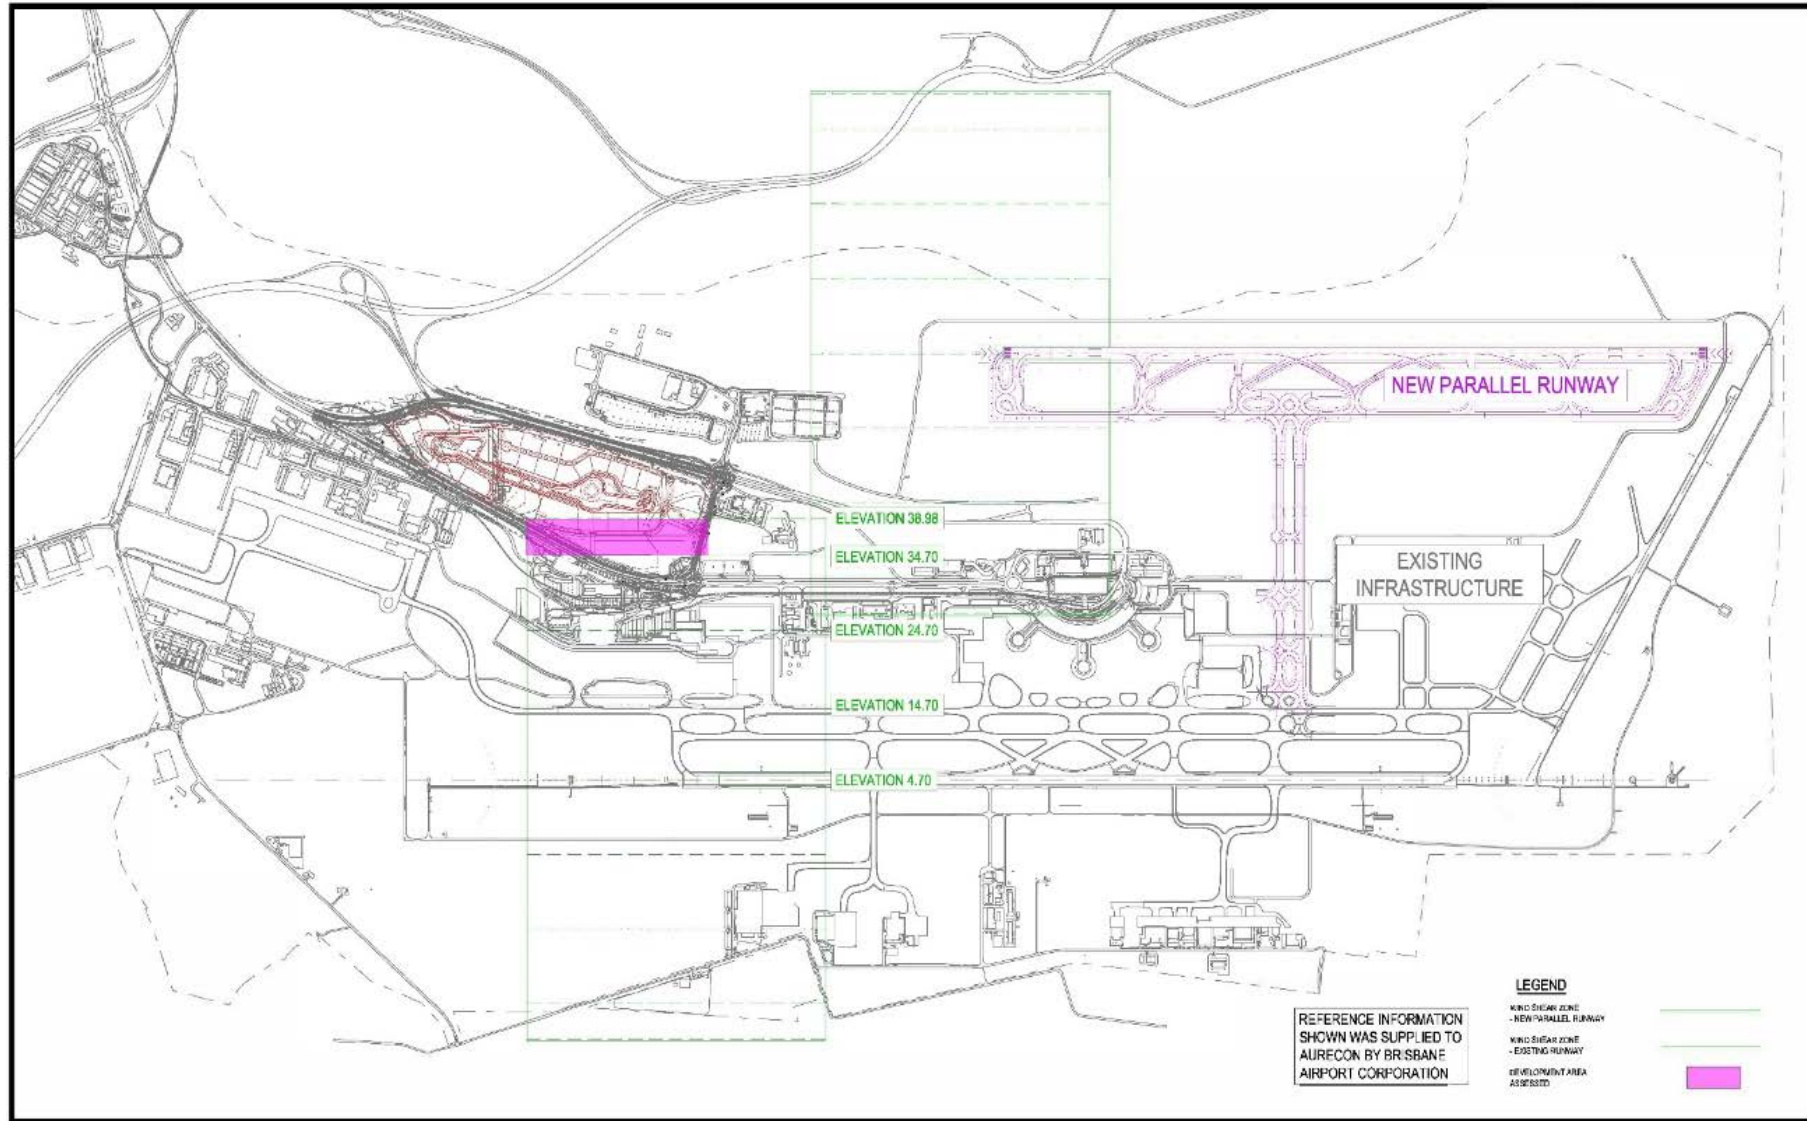 NEW PARALLEL RUNWAY
ELEVATION 38.98
ELEVATION 34.70
EXISTING
INFRASTRUCTURE
ELEVATION 24.70
ELEVATION 14.70
ELEVATION 4.70
REFERENCE INFORMATION
SHOWN WAS SUPPLIED TO
AURECON BY BRISBANE
AIRPORT CORPORATION
LEGEND
WIND SHEAR ZONE
- NEW PARALLEL RUNWAY
WIND SHEAR ZONE
- EXISTING RUNWAY
DEVELOPMENT AREA
ASSESSED